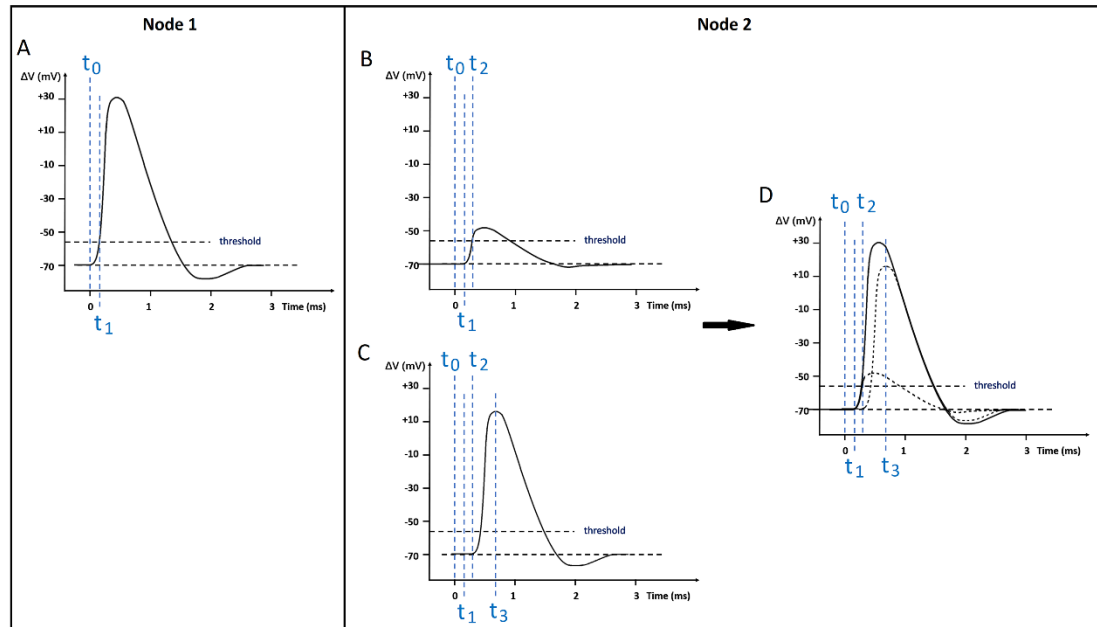 Node 1
Node 2
A
t0
ΔV (mV)
+30
+10
-10
-30
-50
threshold
-70
0 1 2 3 Time (ms)
t1
B
t0 t2
ΔV (mV)
+30
+10
-10
-30
-50
threshold
-70
0 1 2 3 Time (ms)
t1
C
t0 t2
ΔV (mV)
+30
+10
-10
-30
-50
threshold
-70
0 1 2 3 Time (ms)
t1 t3
D
t0 t2
ΔV (mV)
+30
+10
-10
-30
-50
threshold
-70
0 1 2 3 Time (ms)
t1 t3